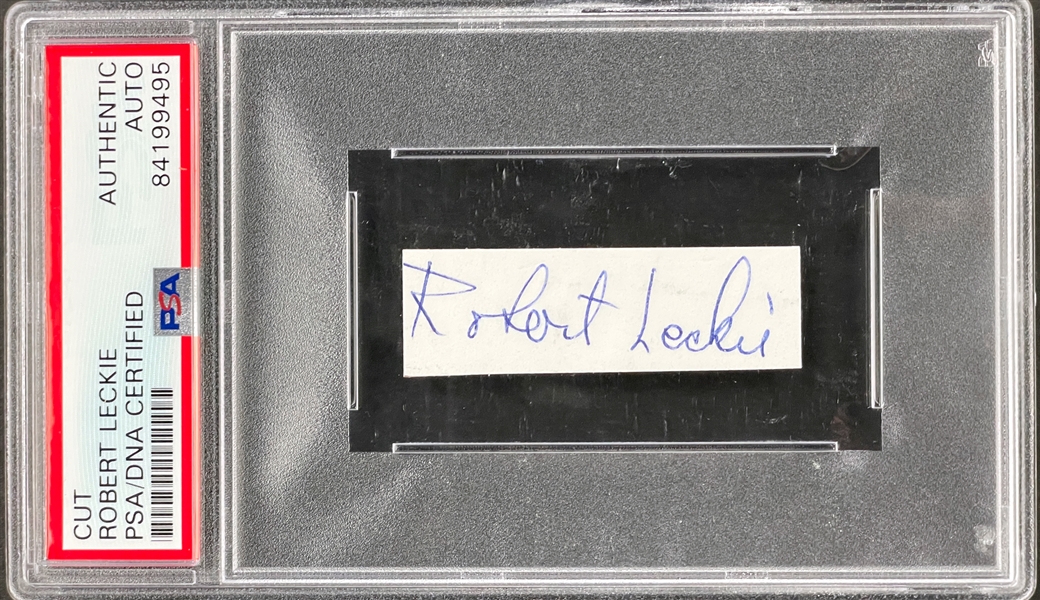 CUT
ROBERT LECKIE
PSA/DNA CERTIFIED
AUTHENTIC
AUTO
84199495
PSA
Robert Leckie